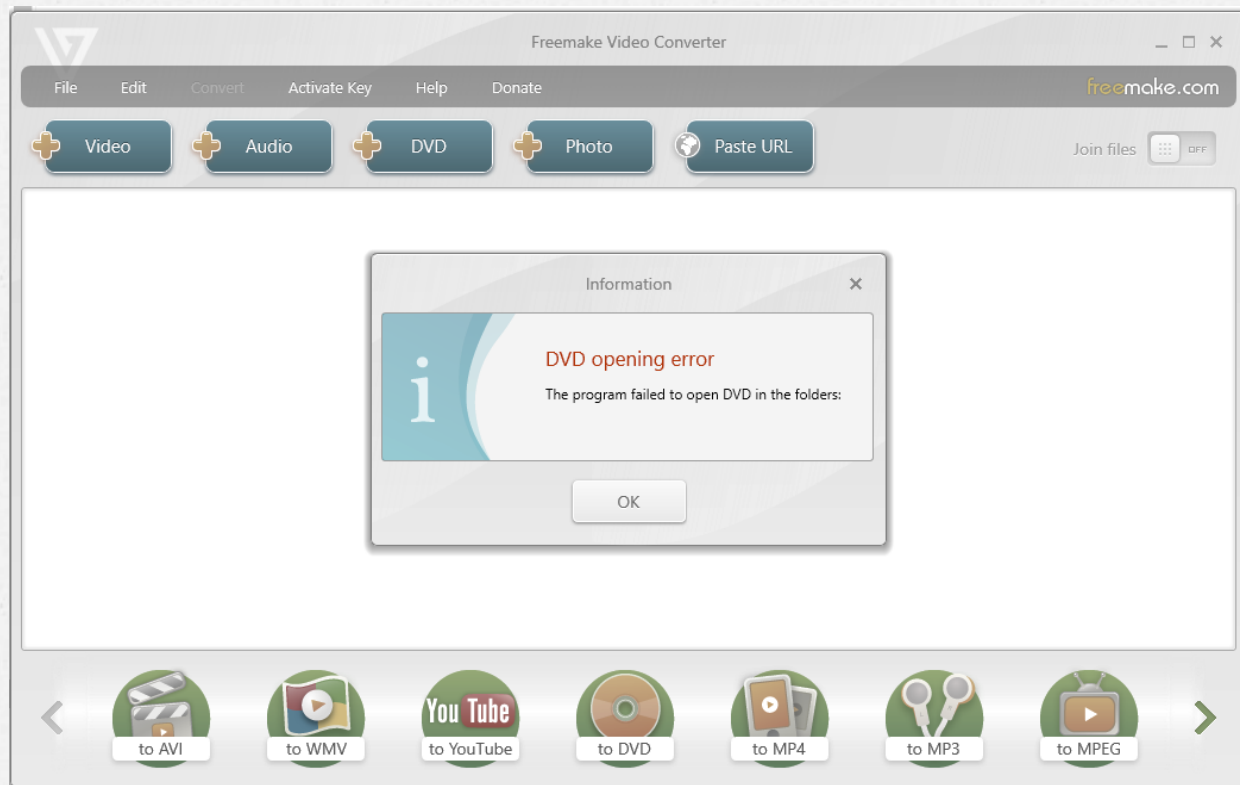 Freemake Video Converter
File Edit Convert Activate Key Help Donate freemake.com
Video Audio DVD Photo Paste URL Join files OFF
Information
DVD opening error
The program failed to open DVD in the folders:
OK
You Tube
to AVI to WMV to YouTube to DVD to MP4 to MP3 to MPEG